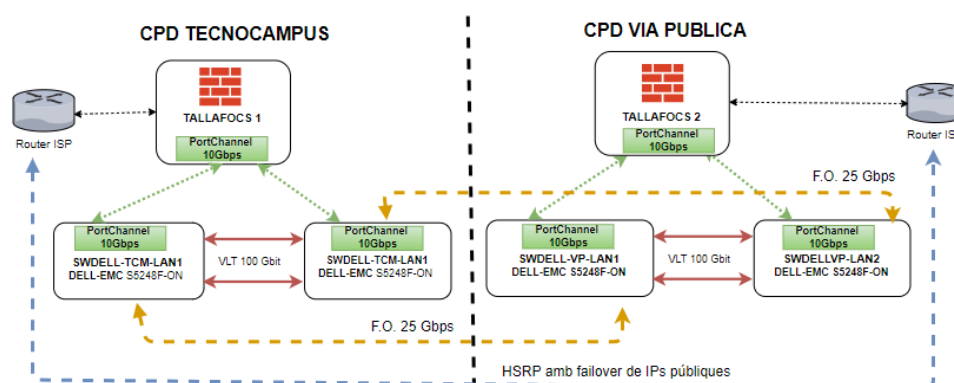 CPD TECNOCAMPUS
CPD VIA PUBLICA
TALLAFOCS 1
PortChannel
10Gbps
Router ISP
TALLAFOCS 2
PortChannel
10Gbps
Router ISP
F.O. 25 Gbps
PortChannel
10Gbps
SWDELL-TCM-LAN1
DELL-EMC S5248F-ON
VLT 100 Gbit
PortChannel
10Gbps
SWDELL-TCM-LAN1
DELL-EMC S5248F-ON
PortChannel
10Gbps
SWDELL-VP-LAN1
DELL-EMC S5248F-ON
VLT 100 Gbit
PortChannel
10Gbps
SWDELLVP-LAN2
DELL-EMC S5248F-ON
F.O. 25 Gbps
HSRP amb failover de IPs públiques